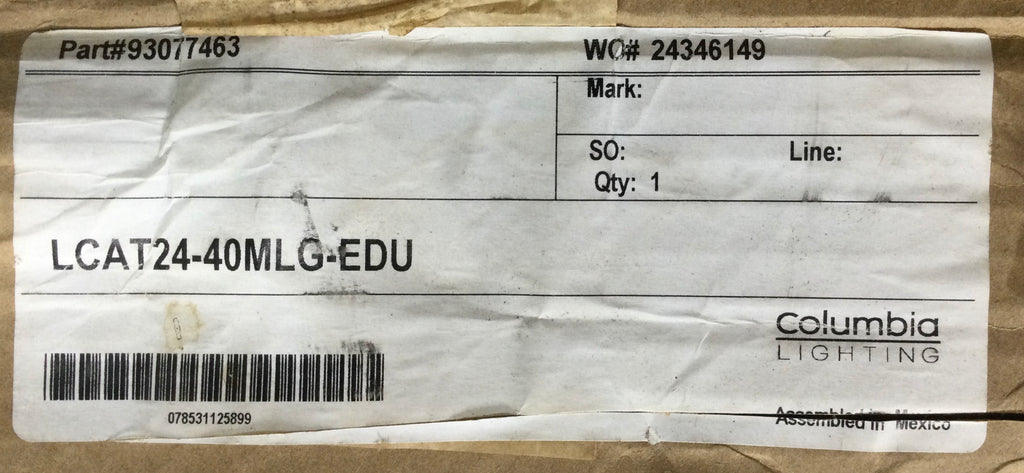 Part#93077463
WO# 24346149
Mark:
SO:
Line:
Qty: 1
LCAT24-40MLG-EDU
Columbia
LIGHTING
078531125899
Assembled in Mexico